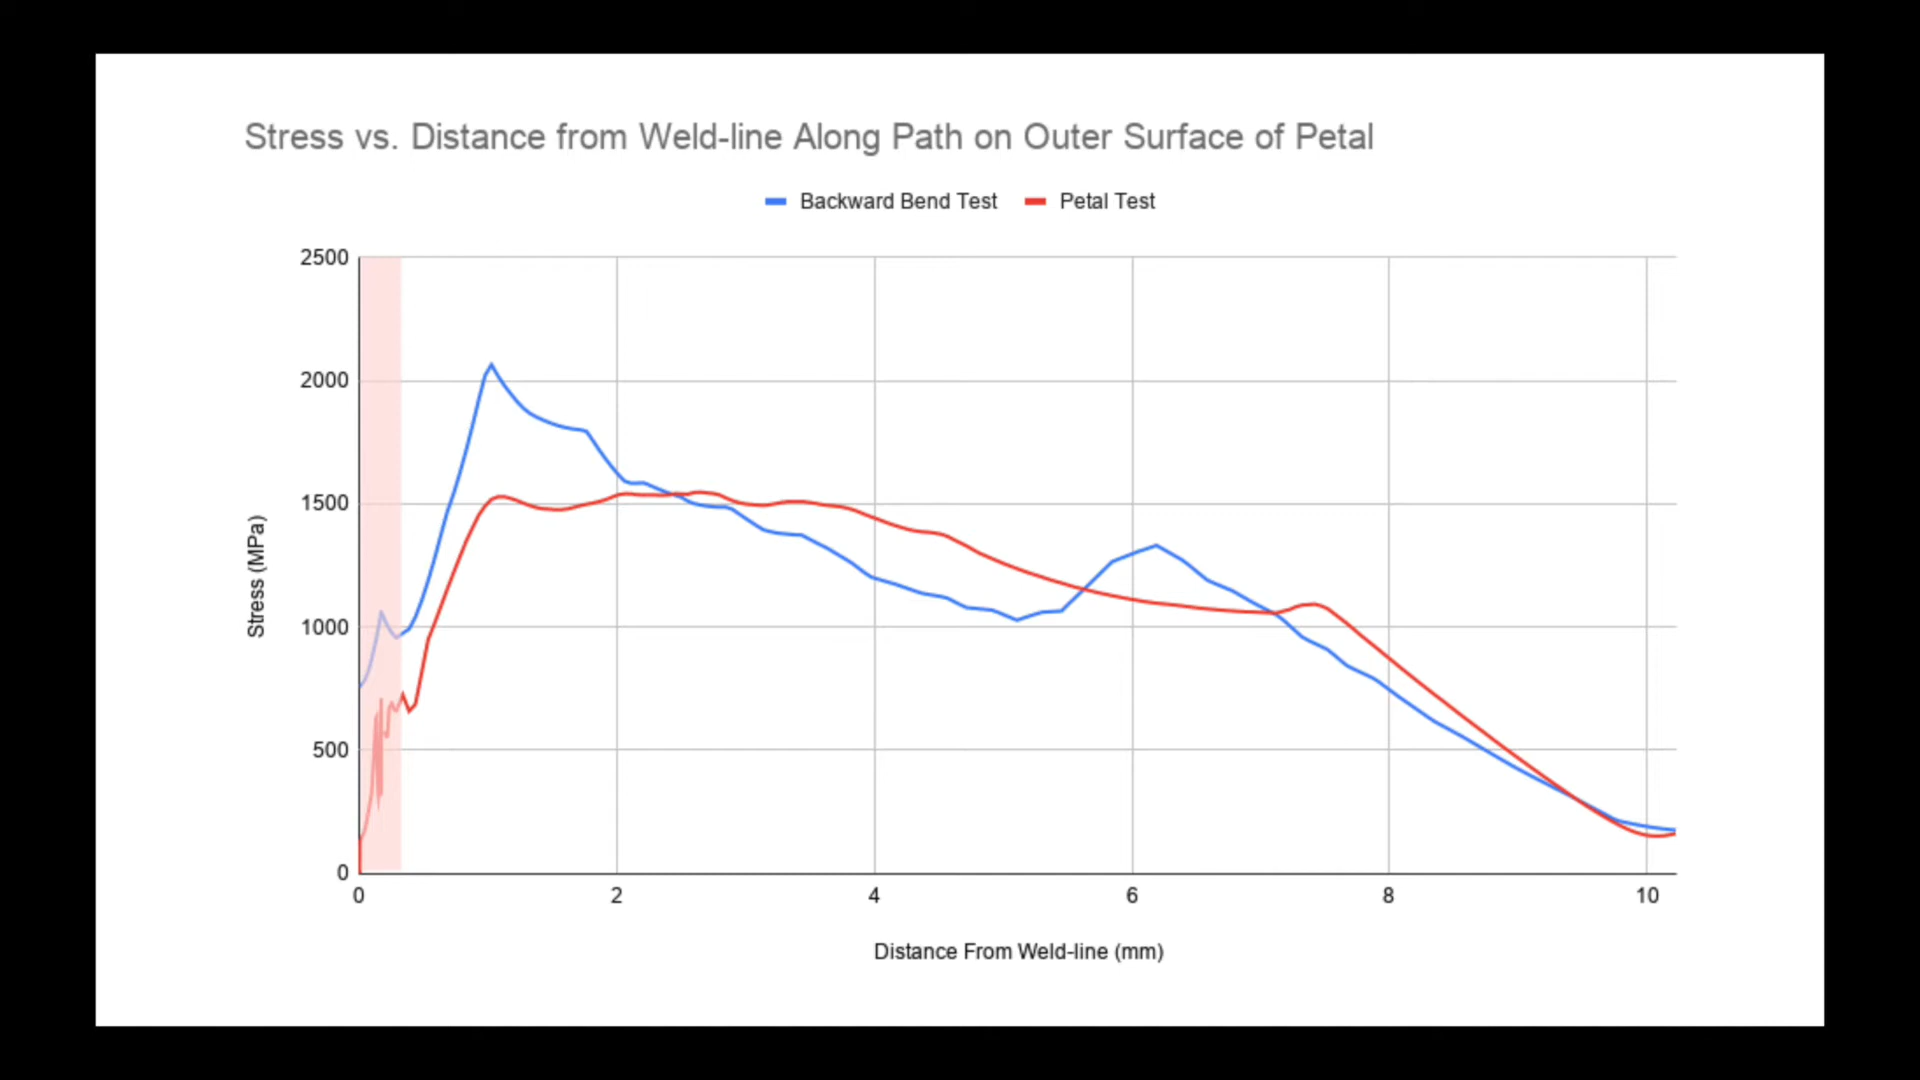 Stress vs. Distance from Weld-line Along Path on Outer Surface of Petal
Backward Bend Test
Petal Test
2500
2000
1500
1000
500
0
Stress (MPa)
0
2
4
6
8
10
Distance From Weld-line (mm)